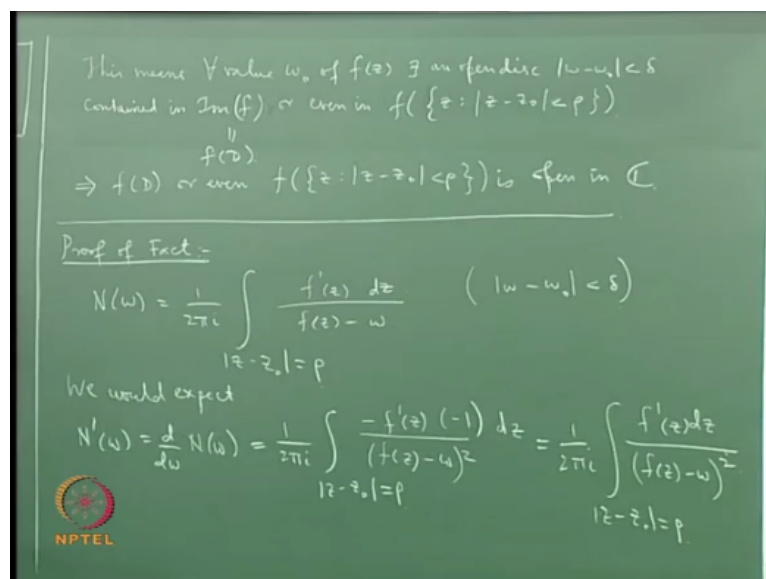 This means ∀ value w₀ of f(z) ∃ an open disc |w-w₀| < δ
contained in Im(f) or even in f({z : |z-z₀| < ρ})
||
f(D)
⇒ f(D) or even f({z : |z-z₀| < ρ}) is open in ℂ.
Proof of Fact:-
N(w) = 1/2πi ∫_{|z-z₀|=ρ} f'(z) dz / f(z) - w ( |w-w₀| < δ )
We would expect
N'(w) = d/dw N(w) = 1/2πi ∫_{|z-z₀|=ρ} -f'(z) (-1) dz / (f(z)-w)² = 1/2πi ∫_{|z-z₀|=ρ} f'(z)dz / (f(z)-w)²
NPTEL